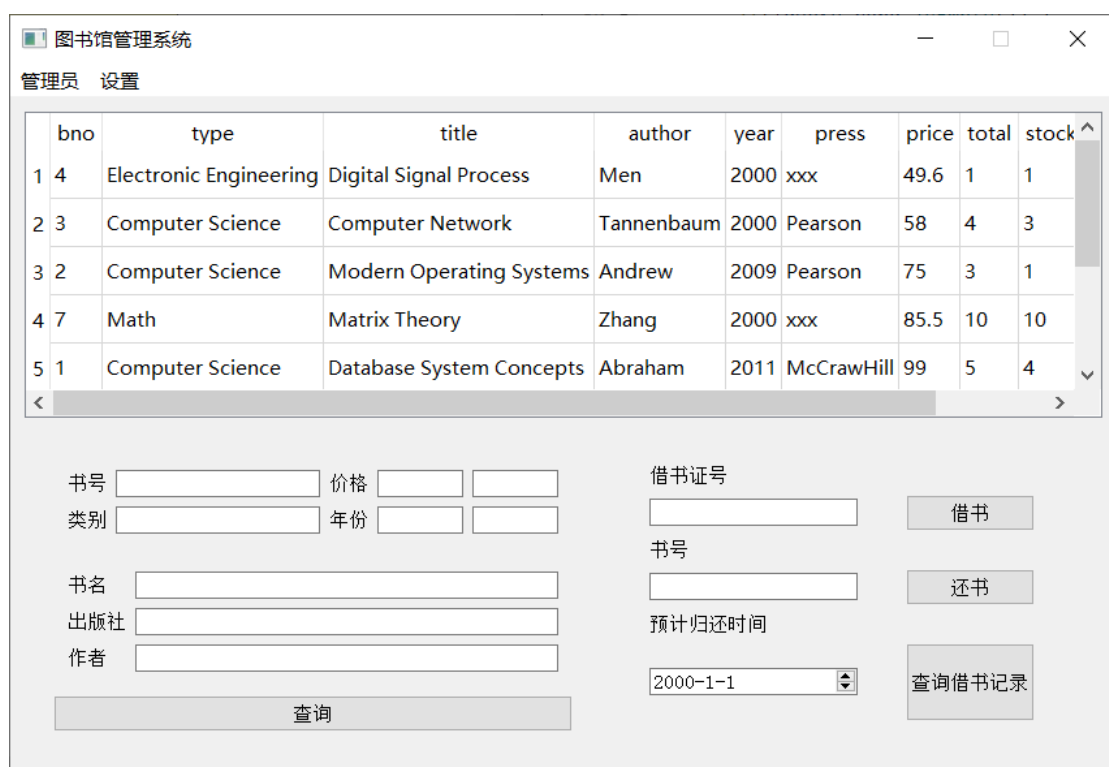 图书馆管理系统
管理员 设置
bno type title author year press price total stock
1 4 Electronic Engineering Digital Signal Process Men 2000 xxx 49.6 1 1
2 3 Computer Science Computer Network Tannenbaum 2000 Pearson 58 4 3
3 2 Computer Science Modern Operating Systems Andrew 2009 Pearson 75 3 1
4 7 Math Matrix Theory Zhang 2000 xxx 85.5 10 10
5 1 Computer Science Database System Concepts Abraham 2011 McCrawHill 99 5 4
书号 价格
类别 年份
书名
出版社
作者
查询
借书证号
借书
书号
还书
预计归还时间
2000-1-1
查询借书记录